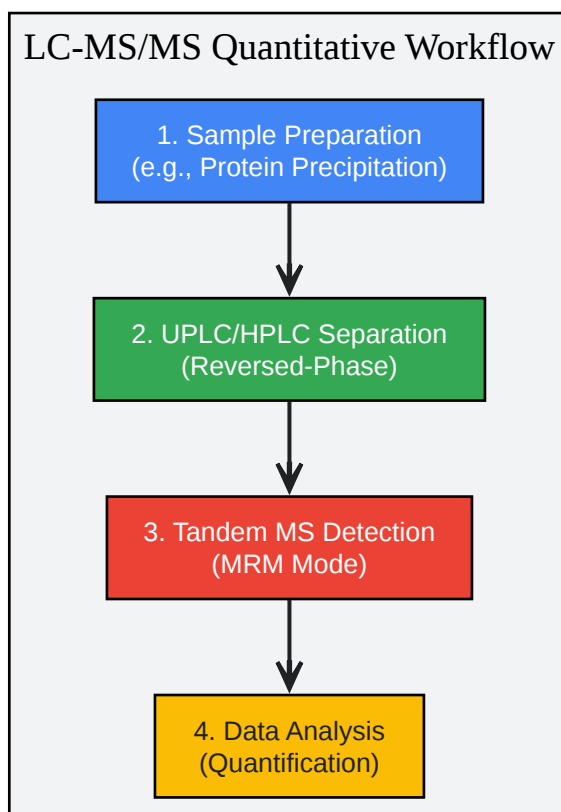 LC-MS/MS Quantitative Workflow
1. Sample Preparation
(e.g., Protein Precipitation)
2. UPLC/HPLC Separation
(Reversed-Phase)
3. Tandem MS Detection
(MRM Mode)
4. Data Analysis
(Quantification)